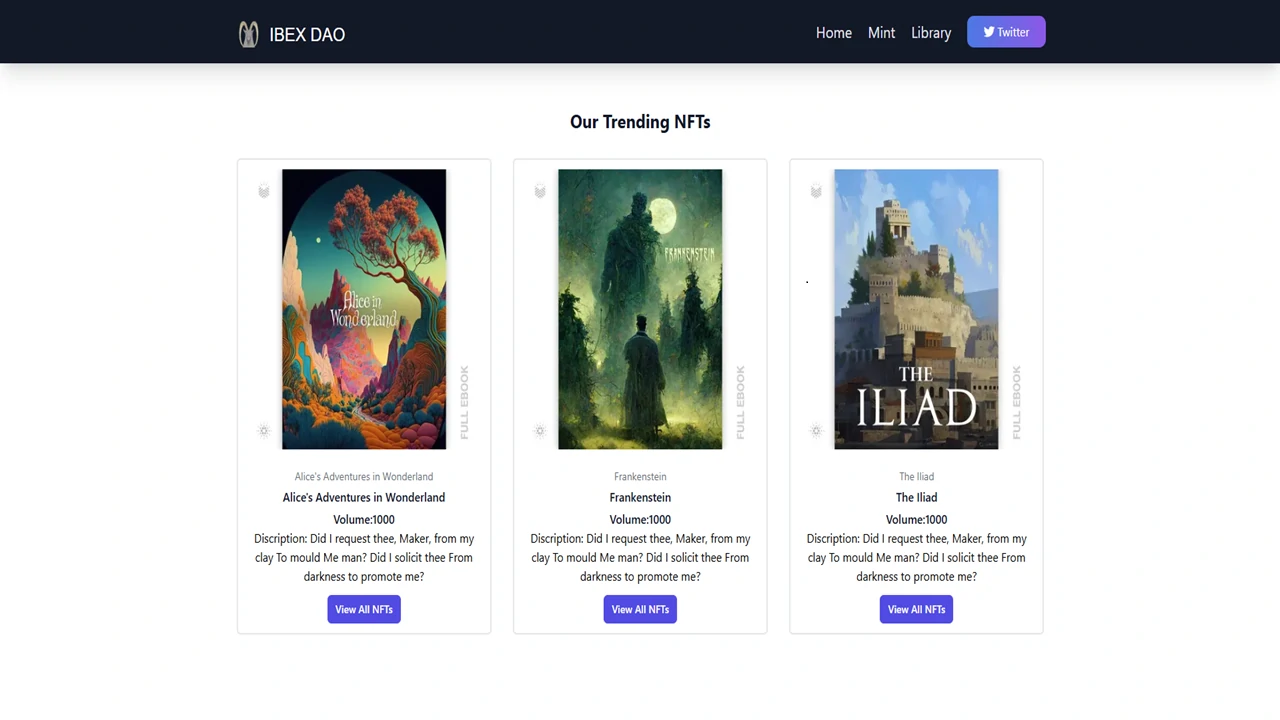 IBEX DAO
Home Mint Library Twitter
Our Trending NFTs
Alice in
Wonderland
FULL EBOOK
Alice's Adventures in Wonderland
Alice's Adventures in Wonderland
Volume:1000
Discription: Did I request thee, Maker, from my
clay To mould Me man? Did I solicit thee From
darkness to promote me?
View All NFTs
FRANKENSTEIN
FULL EBOOK
Frankenstein
Frankenstein
Volume:1000
Discription: Did I request thee, Maker, from my
clay To mould Me man? Did I solicit thee From
darkness to promote me?
View All NFTs
THE
ILIAD
FULL EBOOK
The Iliad
The Iliad
Volume:1000
Discription: Did I request thee, Maker, from my
clay To mould Me man? Did I solicit thee From
darkness to promote me?
View All NFTs